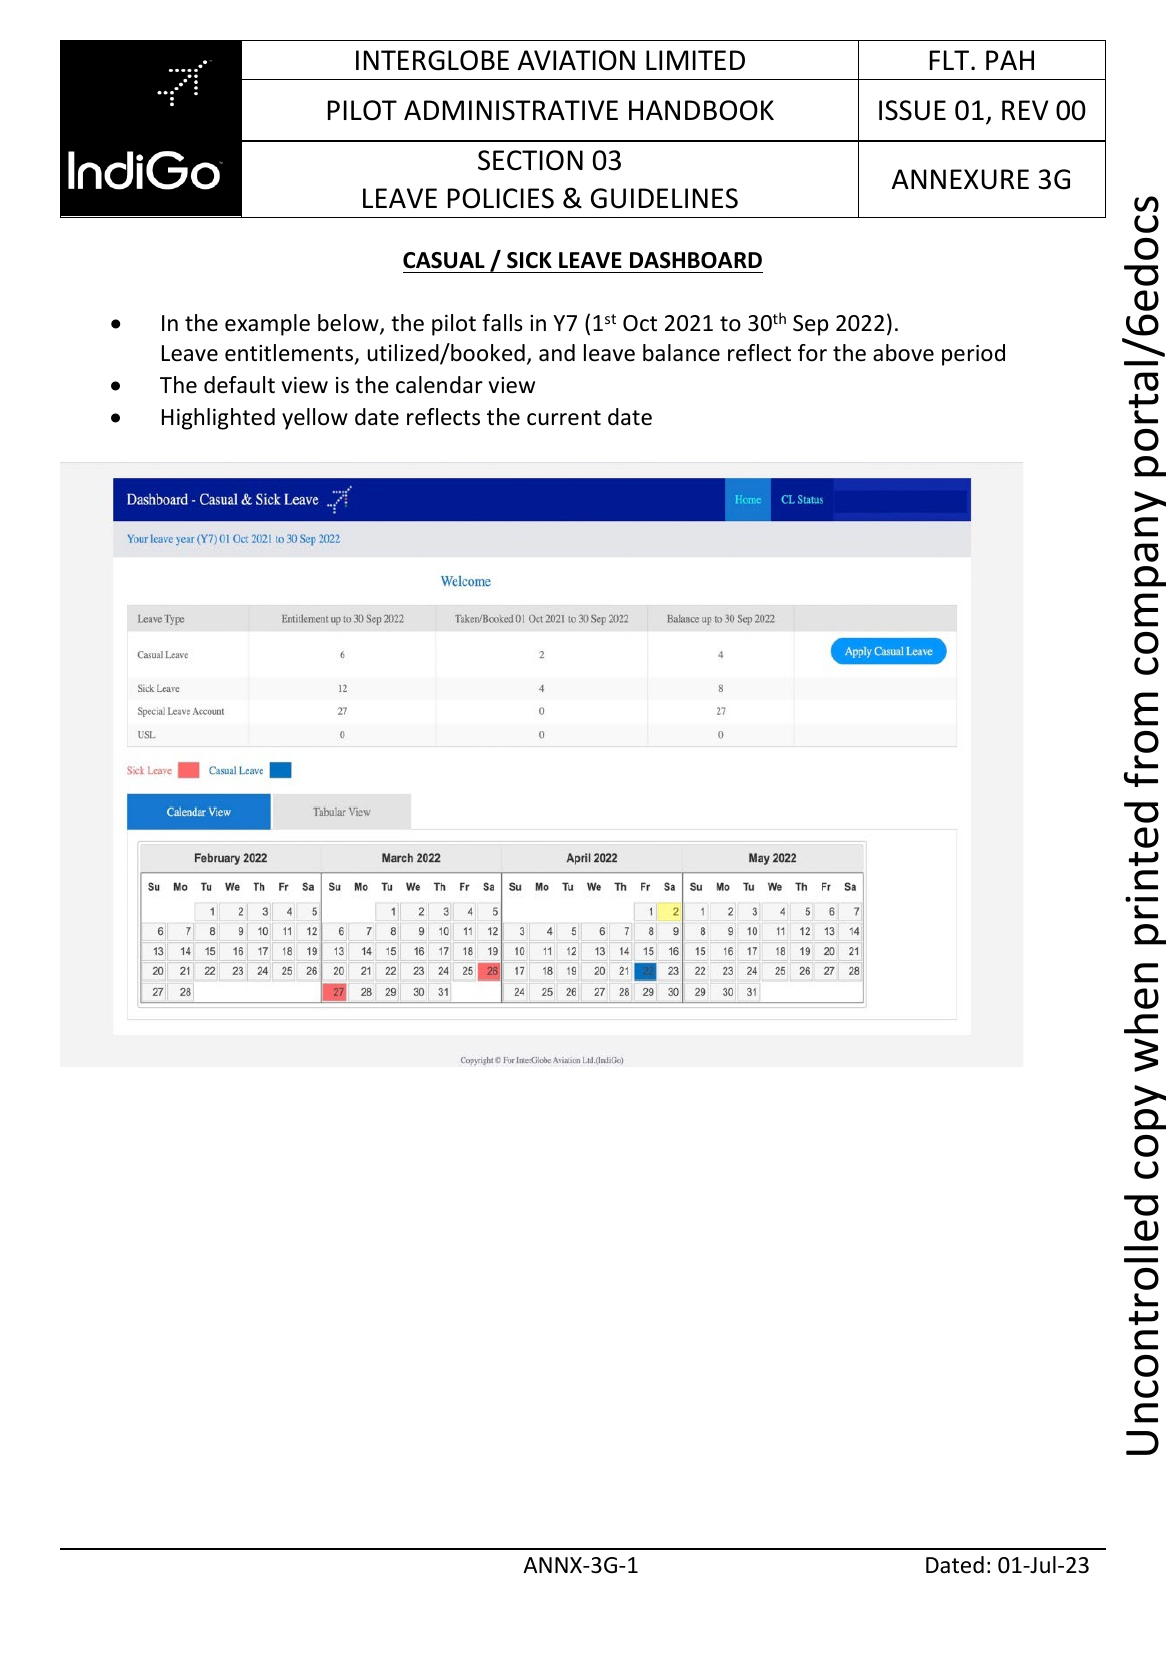 IndiGo
INTERGLOBE AVIATION LIMITED
FLT. PAH
PILOT ADMINISTRATIVE HANDBOOK
ISSUE 01, REV 00
SECTION 03
LEAVE POLICIES & GUIDELINES
ANNEXURE 3G
CASUAL / SICK LEAVE DASHBOARD
• In the example below, the pilot falls in Y7 (1st Oct 2021 to 30th Sep 2022).
Leave entitlements, utilized/booked, and leave balance reflect for the above period
• The default view is the calendar view
• Highlighted yellow date reflects the current date
Dashboard - Casual & Sick Leave Home CL Status
Your leave year (Y7) 01 Oct 2021 to 30 Sep 2022
Welcome
Leave Type Entitlement up to 30 Sep 2022 Taken/Booked 01 Oct 2021 to 30 Sep 2022 Balance up to 30 Sep 2022
Casual Leave 6 2 4 Apply Casual Leave
Sick Leave 12 4 8
Special Leave Account 27 0 27
USL 0 0 0
Sick Leave Casual Leave
Calendar View Tabular View
February 2022 March 2022 April 2022 May 2022
Su Mo Tu We Th Fr Sa Su Mo Tu We Th Fr Sa Su Mo Tu We Th Fr Sa Su Mo Tu We Th Fr Sa
1 2 3 4 5 1 2 3 4 5 1 2 1 2 3 4 5 6 7
6 7 8 9 10 11 12 6 7 8 9 10 11 12 3 4 5 6 7 8 9 8 9 10 11 12 13 14
13 14 15 16 17 18 19 13 14 15 16 17 18 19 10 11 12 13 14 15 16 15 16 17 18 19 20 21
20 21 22 23 24 25 26 20 21 22 23 24 25 26 17 18 19 20 21 22 23 22 23 24 25 26 27 28
27 28 27 28 29 30 31 24 25 26 27 28 29 30 29 30 31
Copyright © For InterGlobe Aviation Ltd.(IndiGo)
ANNX-3G-1
Dated: 01-Jul-23
Uncontrolled copy when printed from company portal/6edocs